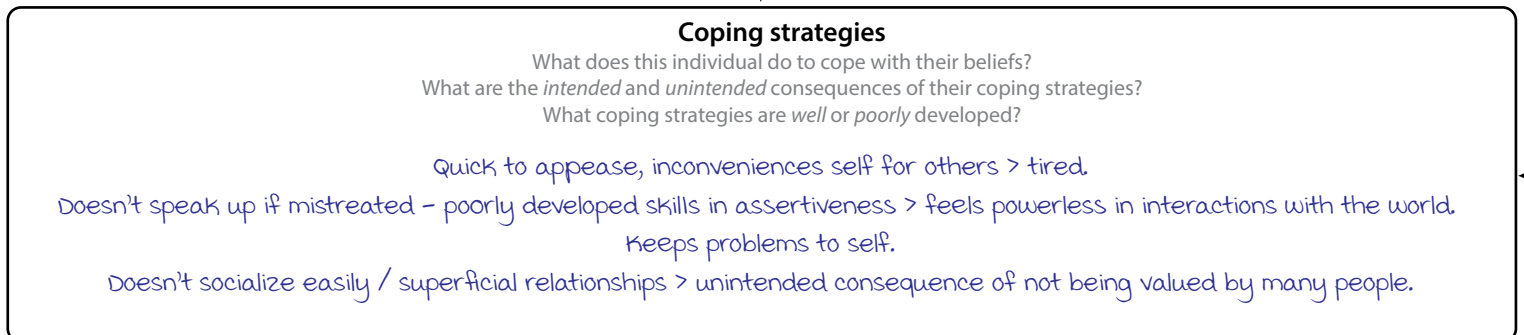 Coping strategies
What does this individual do to cope with their beliefs?
What are the intended and unintended consequences of their coping strategies?
What coping strategies are well or poorly developed?
Quick to appease, inconveniences self for others > tired.
Doesn't speak up if mistreated – poorly developed skills in assertiveness > feels powerless in interactions with the world.
Keeps problems to self.
Doesn't socialize easily / superficial relationships > unintended consequence of not being valued by many people.